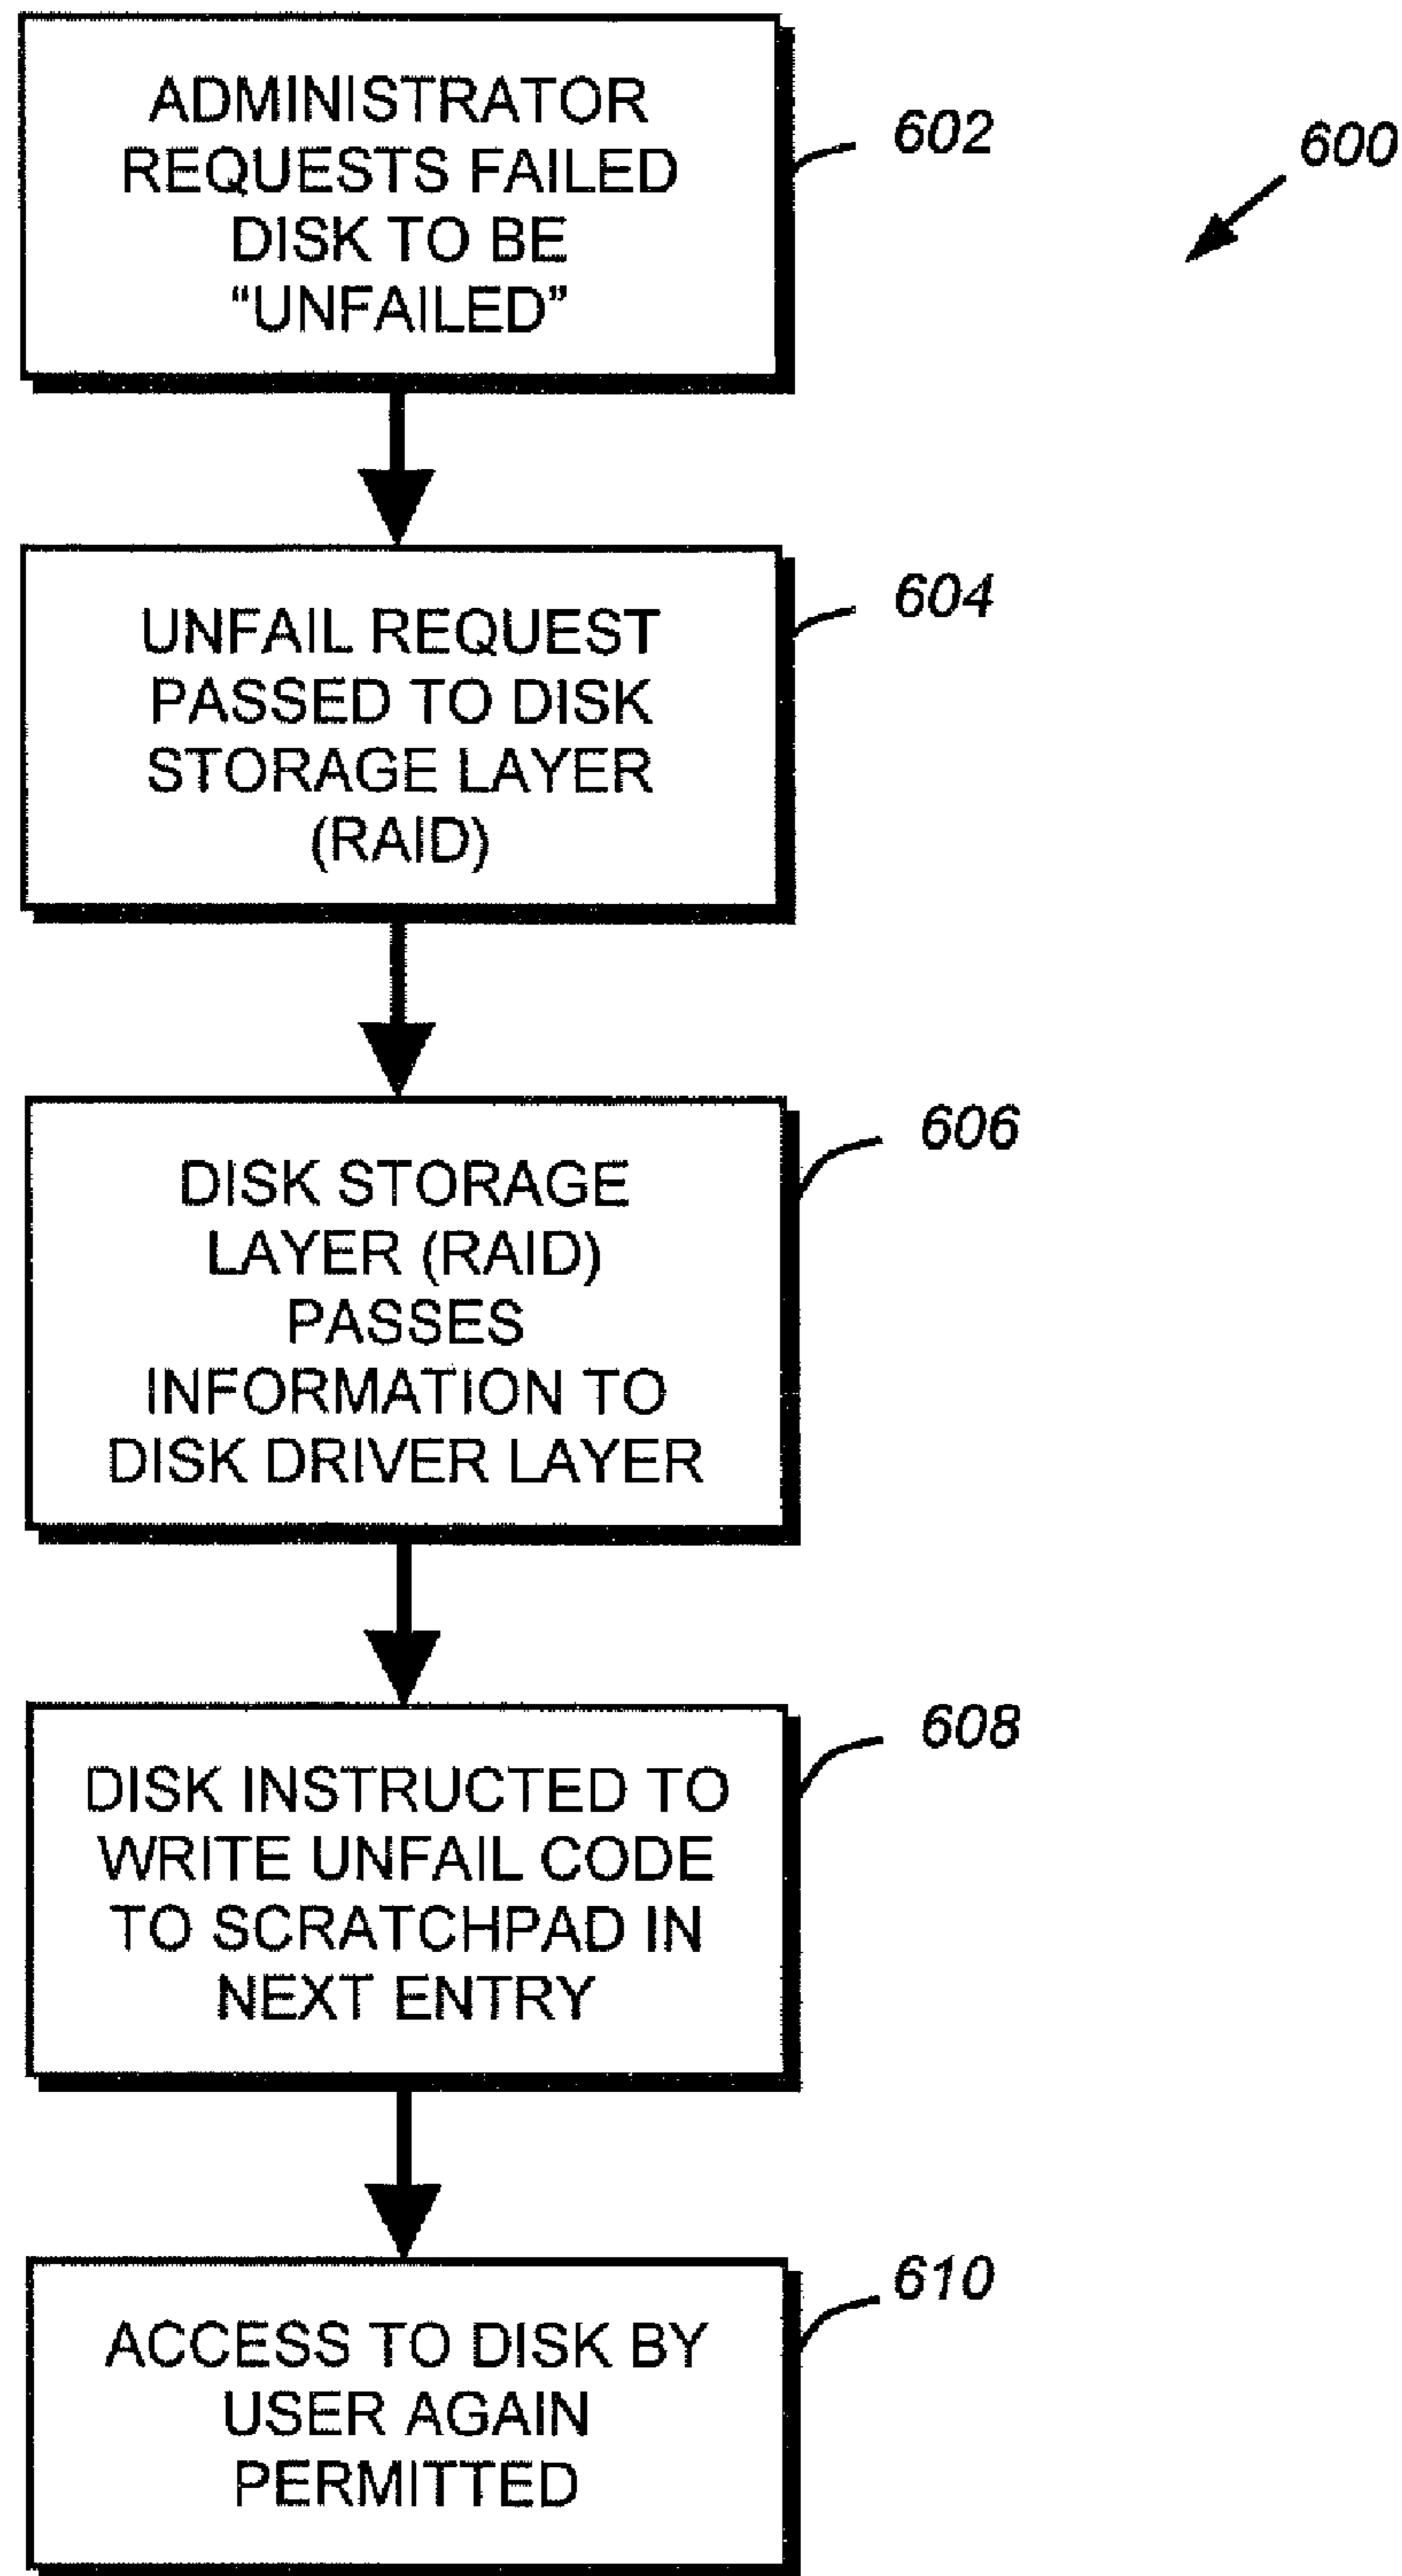 ADMINISTRATOR
REQUESTS FAILED
DISK TO BE
“UNFAILED”
602
600
UNFAIL REQUEST
PASSED TO DISK
STORAGE LAYER
(RAID)
604
DISK STORAGE
LAYER (RAID)
PASSES
INFORMATION TO
DISK DRIVER LAYER
606
DISK INSTRUCTED TO
WRITE UNFAIL CODE
TO SCRATCHPAD IN
NEXT ENTRY
608
ACCESS TO DISK BY
USER AGAIN
PERMITTED
610